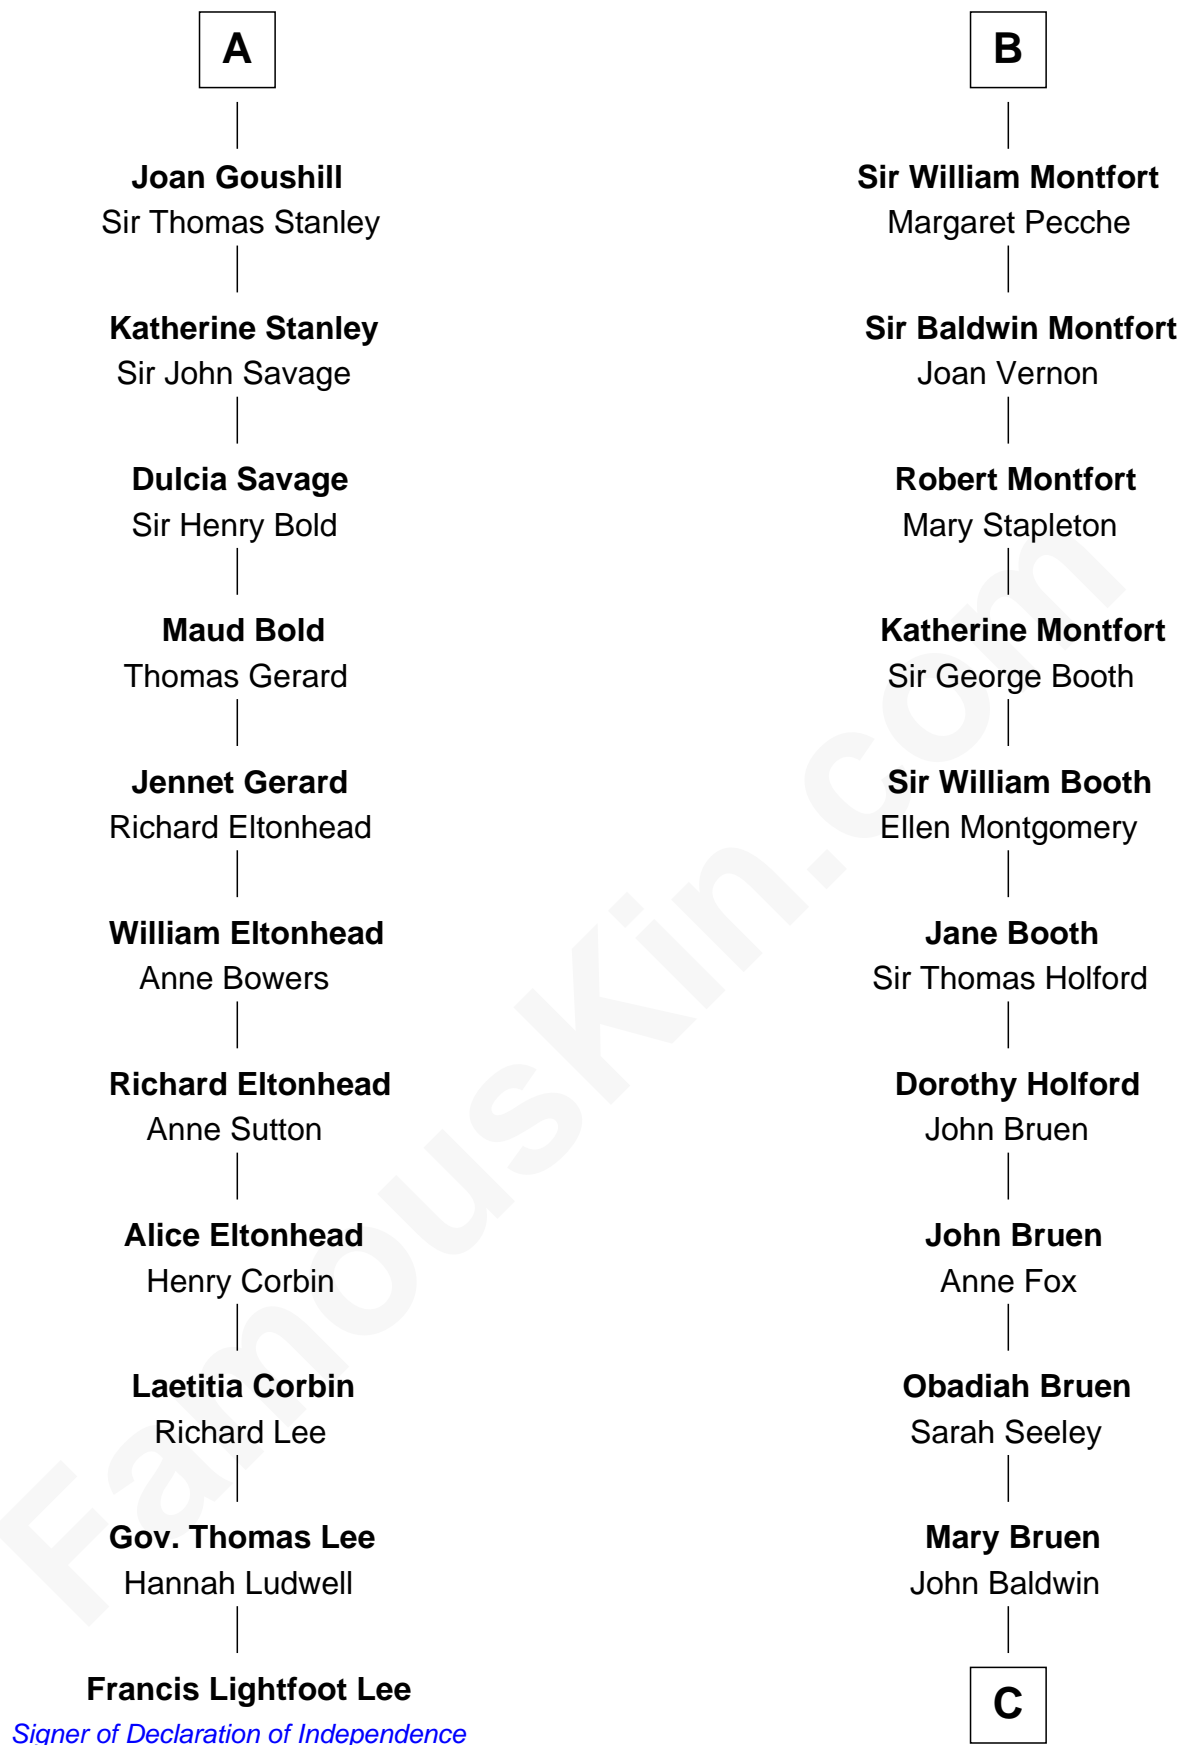 A
Joan Goushill
Sir Thomas Stanley
Katherine Stanley
Sir John Savage
Dulcia Savage
Sir Henry Bold
Maud Bold
Thomas Gerard
Jennet Gerard
Richard Eltonhead
William Eltonhead
Anne Bowers
Richard Eltonhead
Anne Sutton
Alice Eltonhead
Henry Corbin
Laetitia Corbin
Richard Lee
Gov. Thomas Lee
Hannah Ludwell
Francis Lightfoot Lee
Signer of Declaration of Independence
B
Sir William Montfort
Margaret Pecche
Sir Baldwin Montfort
Joan Vernon
Robert Montfort
Mary Stapleton
Katherine Montfort
Sir George Booth
Sir William Booth
Ellen Montgomery
Jane Booth
Sir Thomas Holford
Dorothy Holford
John Bruen
John Bruen
Anne Fox
Obadiah Bruen
Sarah Seeley
Mary Bruen
John Baldwin
C
FamousKin.com